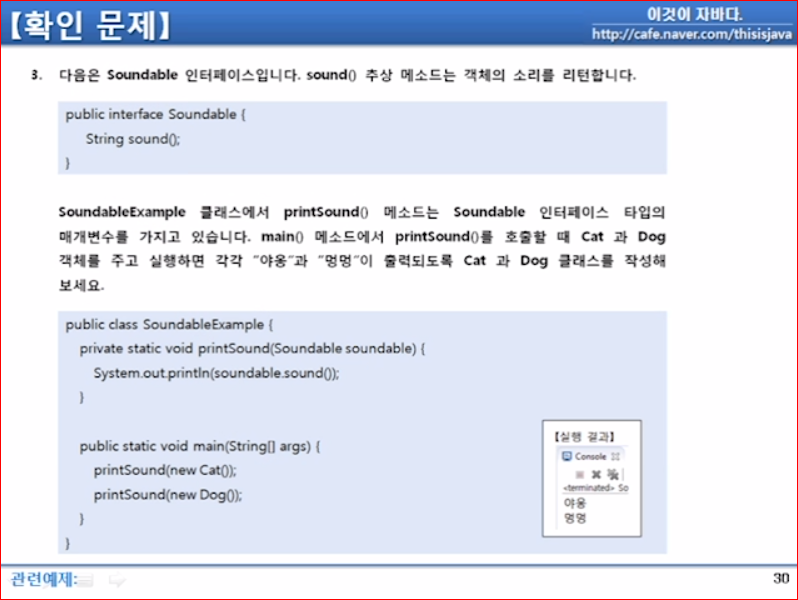 【확인 문제】
이것이 자바다.
http://cafe.naver.com/thisisjava
3. 다음은 Soundable 인터페이스입니다. sound() 추상 메소드는 객체의 소리를 리턴합니다.
public interface Soundable {
String sound();
}
SoundableExample 클래스에서 printSound() 메소드는 Soundable 인터페이스 타입의
매개변수를 가지고 있습니다. main() 메소드에서 printSound()를 호출할 때 Cat 과 Dog
객체를 주고 실행하면 각각 "야옹"과 "멍멍"이 출력되도록 Cat 과 Dog 클래스를 작성해
보세요.
public class SoundableExample {
private static void printSound(Soundable soundable) {
System.out.println(soundable.sound());
}
public static void main(String[] args) {
printSound(new Cat());
printSound(new Dog());
}
}
【실행 결과】
Console
<terminated> So
야옹
멍멍
관련예제:
30